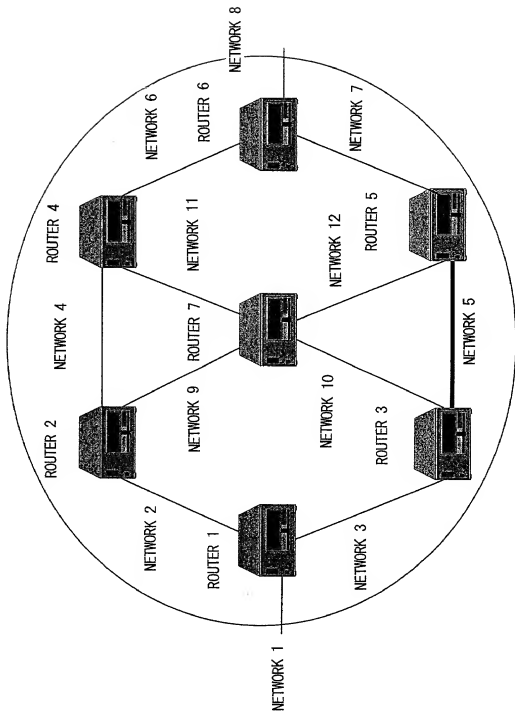 NETWORK 8
NETWORK 6
ROUTER 6
NETWORK 7
ROUTER 4
NETWORK 11
NETWORK 12
ROUTER 5
NETWORK 4
ROUTER 7
NETWORK 5
ROUTER 2
NETWORK 9
NETWORK 10
ROUTER 3
NETWORK 2
ROUTER 1
NETWORK 3
NETWORK 1